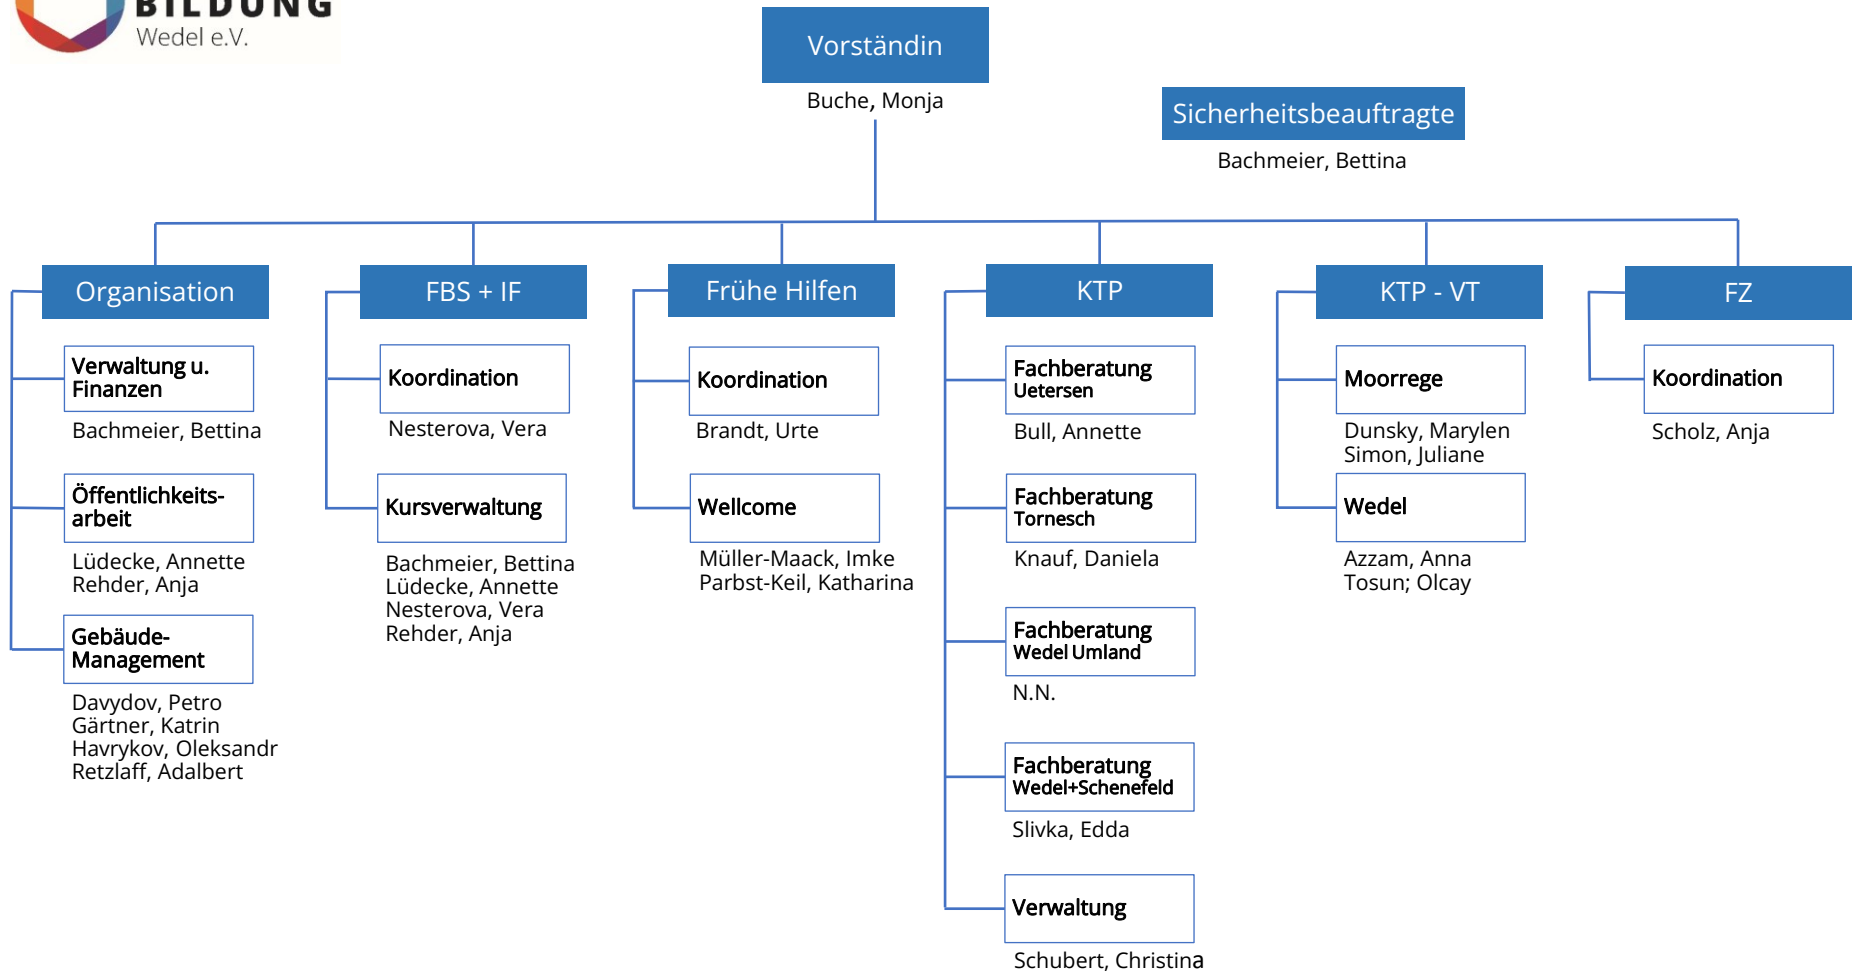 BILDUNG
Wedel e.V.
Vorständin
Buche, Monja
Sicherheitsbeauftragte
Bachmeier, Bettina
Organisation
Verwaltung u.
Finanzen
Bachmeier, Bettina
Öffentlichkeits-
arbeit
Lüdecke, Annette
Rehder, Anja
Gebäude-
Management
Davydov, Petro
Gärtner, Katrin
Havrykov, Oleksandr
Retzlaff, Adalbert
FBS + IF
Koordination
Nesterova, Vera
Kursverwaltung
Bachmeier, Bettina
Lüdecke, Annette
Nesterova, Vera
Rehder, Anja
Frühe Hilfen
Koordination
Brandt, Urte
Wellcome
Müller-Maack, Imke
Parbst-Keil, Katharina
KTP
Fachberatung
Uetersen
Bull, Annette
Fachberatung
Tornesch
Knauf, Daniela
Fachberatung
Wedel Umland
N.N.
Fachberatung
Wedel+Schenefeld
Slivka, Edda
Verwaltung
Schubert, Christina
KTP - VT
Moorrege
Dunsky, Marylen
Simon, Juliane
Wedel
Azzam, Anna
Tosun; Olcay
FZ
Koordination
Scholz, Anja